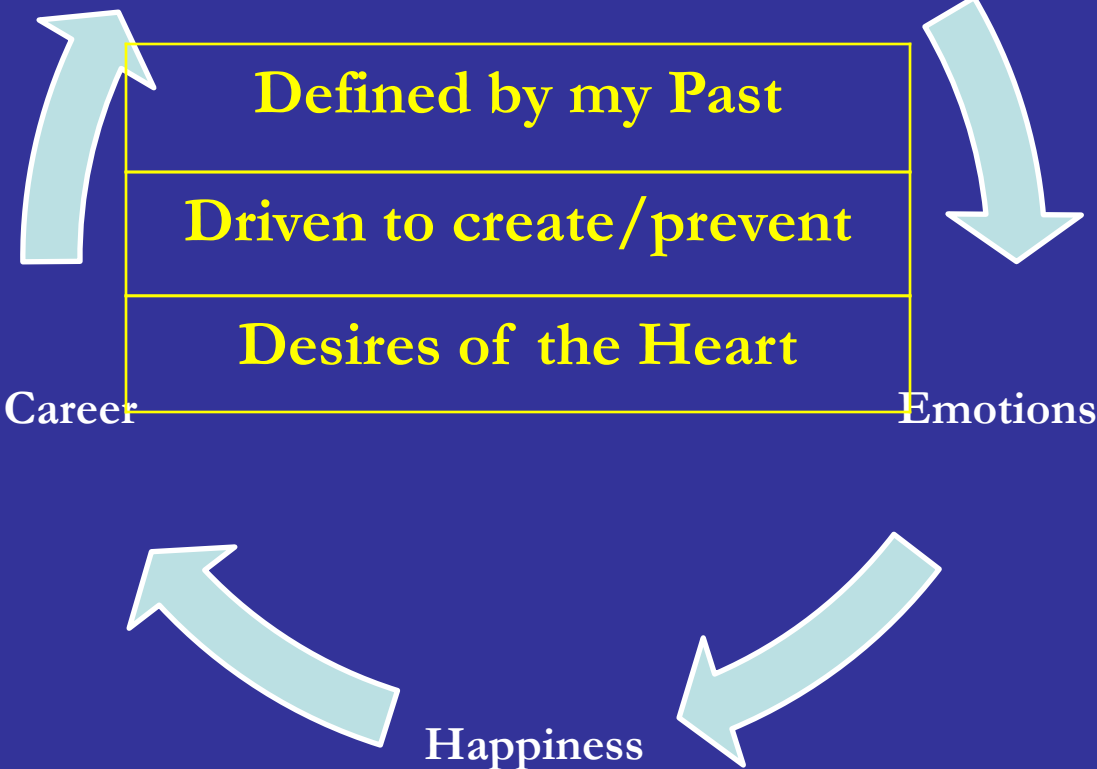 Defined by my Past
Driven to create/prevent
Desires of the Heart
Career
Emotions
Happiness